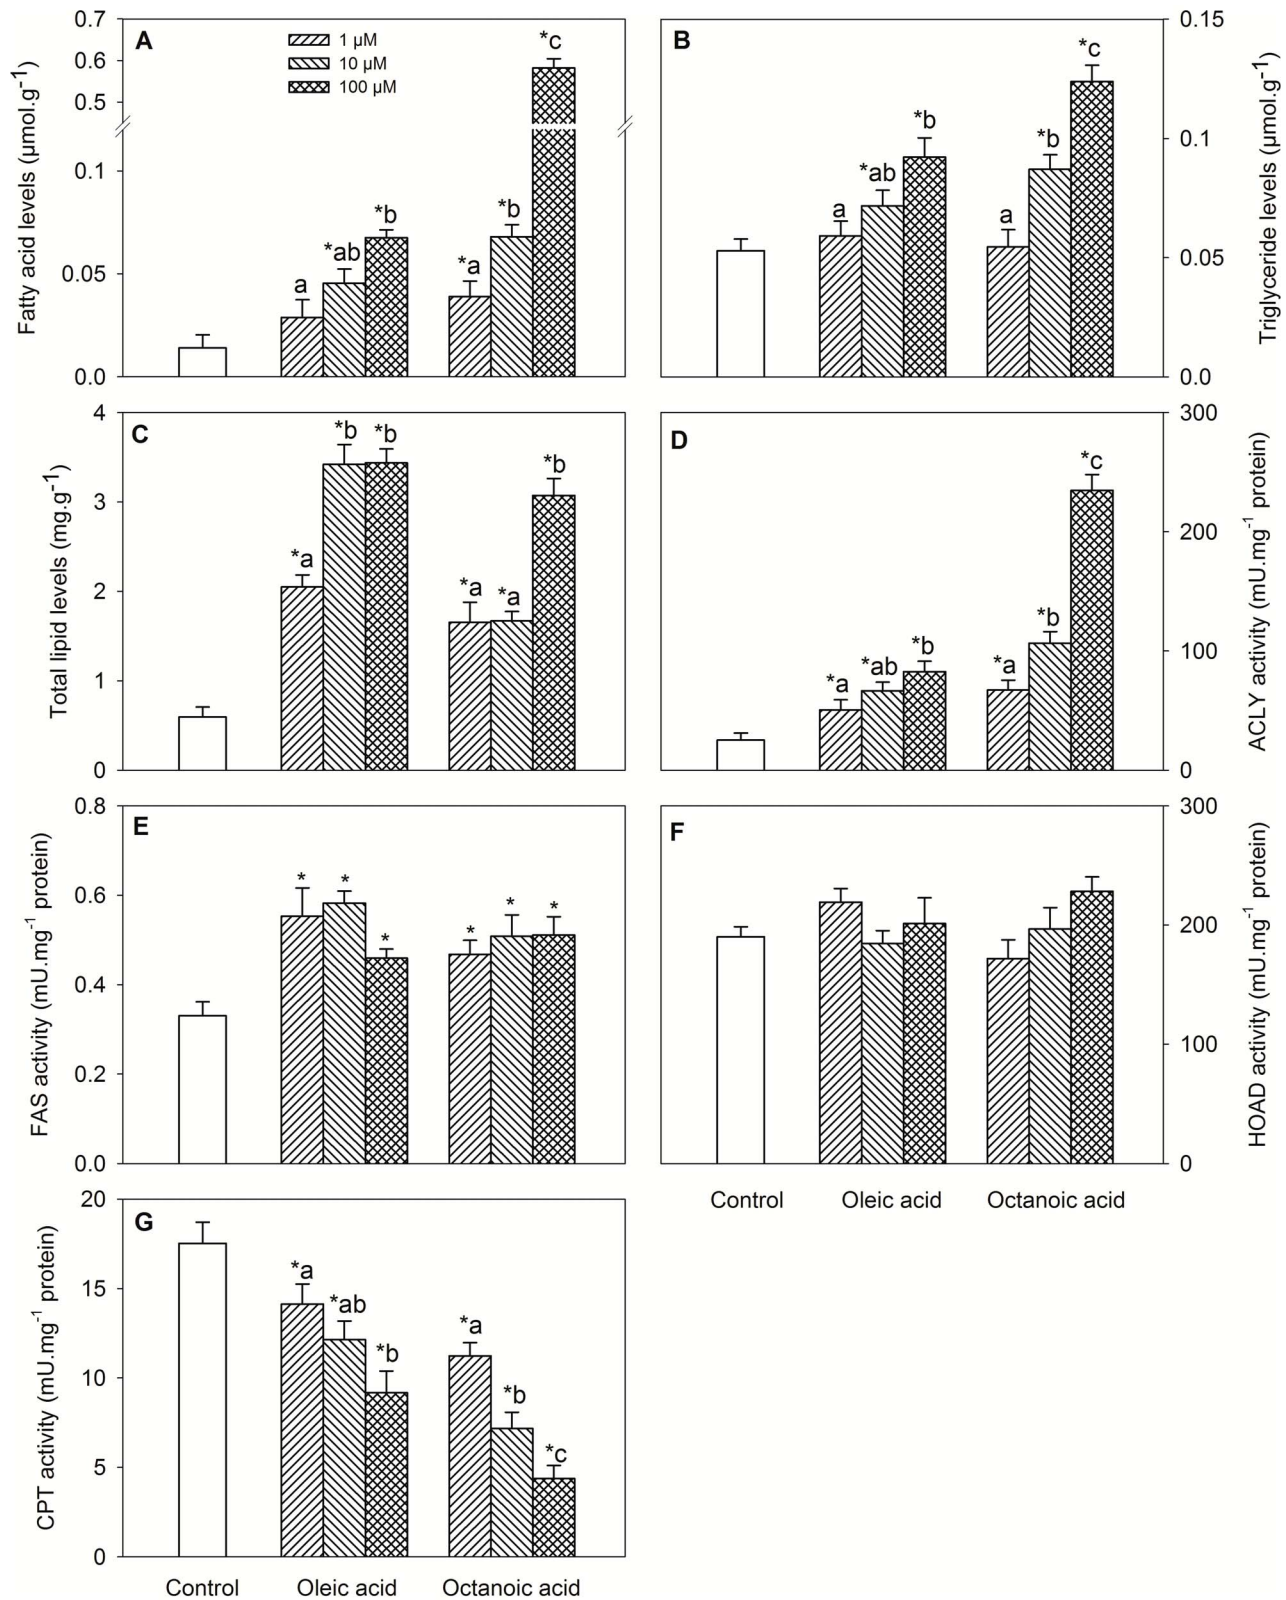 A
1 µM
10 µM
100 µM
0.7
0.6
0.5
0.1
0.05
0.0
Fatty acid levels (µmol.g-1)
a
*ab
*b
*a
*b
*c
B
0.15
0.1
0.05
0.0
Triglyceride levels (µmol.g-1)
a
*ab
*b
a
*b
*c
C
4
3
2
1
0
Total lipid levels (mg.g-1)
*a
*b
*b
*a
*a
*b
D
300
200
100
0
ACLY activity (mU.mg-1 protein)
*a
*ab
*b
*a
*b
*c
E
0.8
0.6
0.4
0.2
0.0
FAS activity (mU.mg-1 protein)
*
*
*
*
*
*
F
300
200
100
0
HOAD activity (mU.mg-1 protein)
Control
Oleic acid
Octanoic acid
G
20
15
10
5
0
CPT activity (mU.mg-1 protein)
*a
*ab
*b
*a
*b
*c
Control
Oleic acid
Octanoic acid